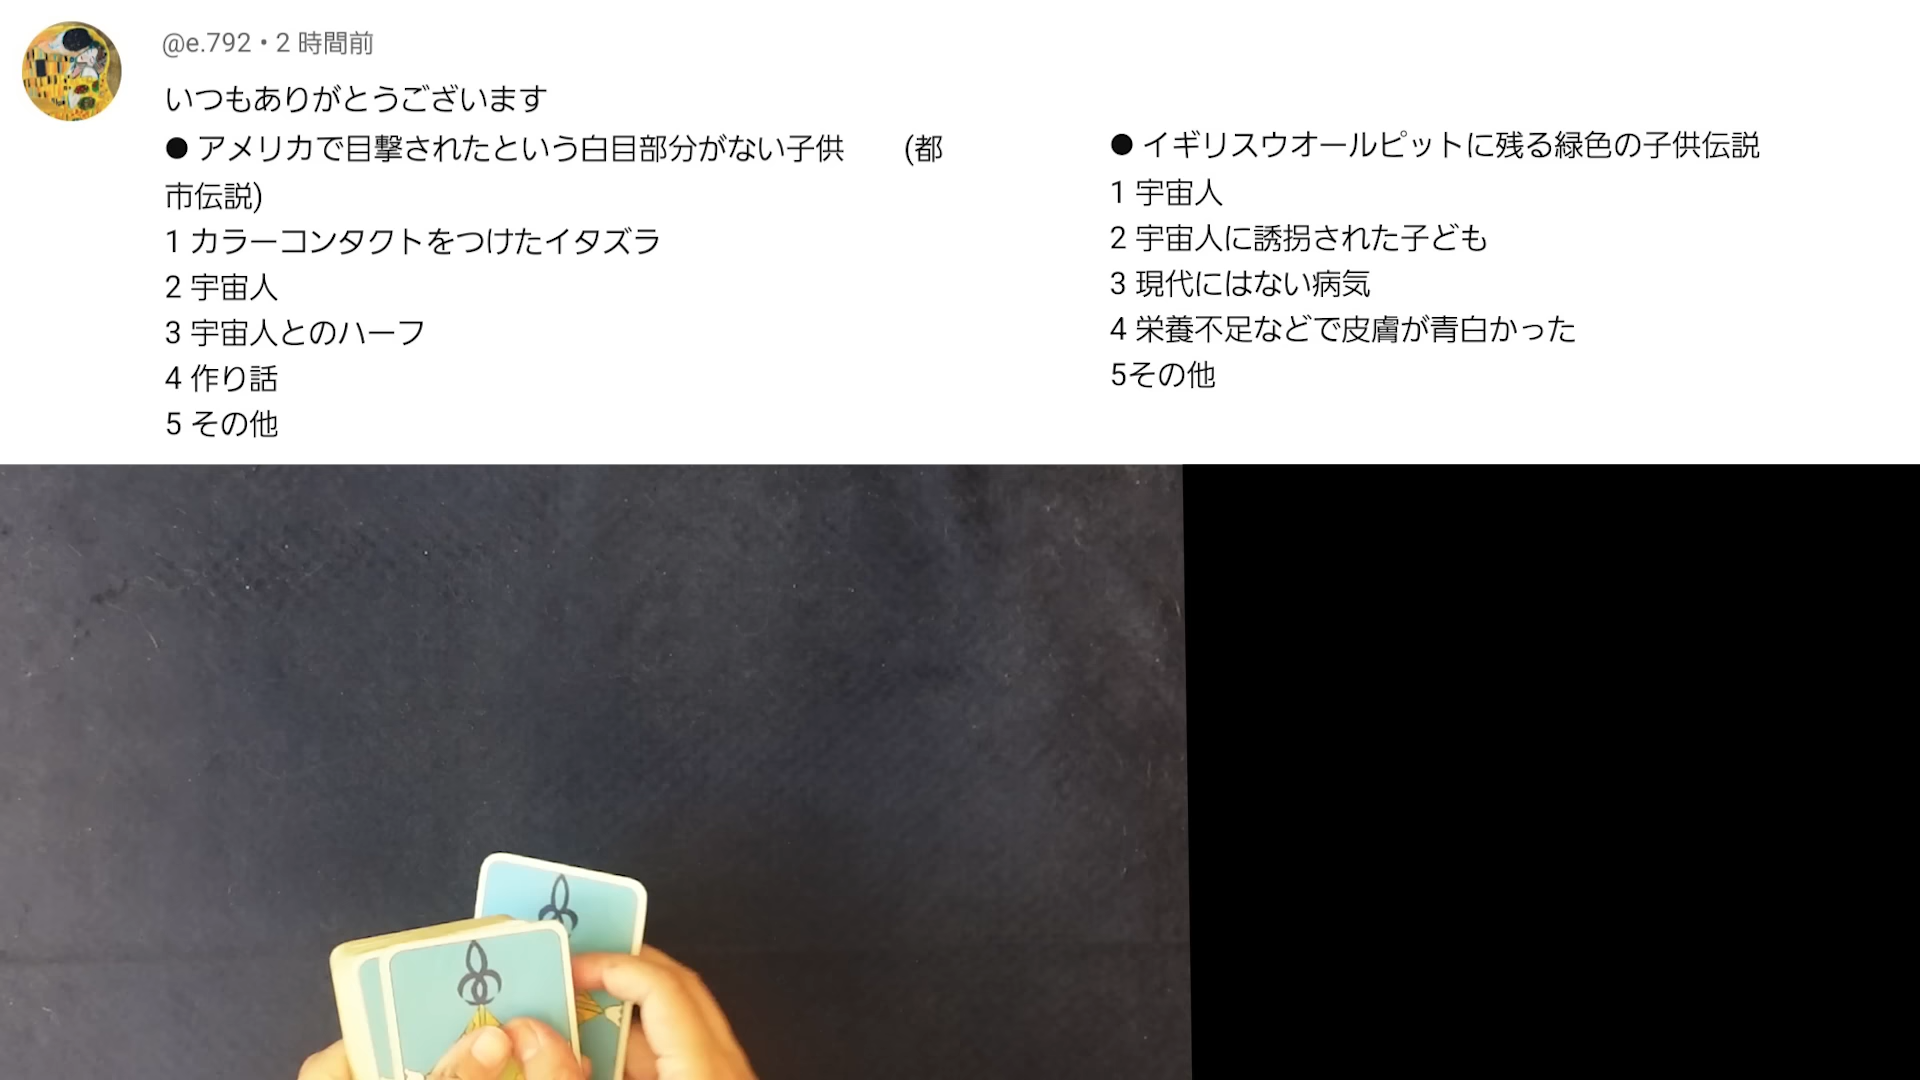 @e.792・2 時間前
いつもありがとうございます
● アメリカで目撃されたという白目部分がない子供　　(都
市伝説)
1 カラーコンタクトをつけたイタズラ
2 宇宙人
3 宇宙人とのハーフ
4 作り話
5 その他
● イギリスウオールピットに残る緑色の子供伝説
1 宇宙人
2 宇宙人に誘拐された子ども
3 現代にはない病気
4 栄養不足などで皮膚が青白かった
5その他